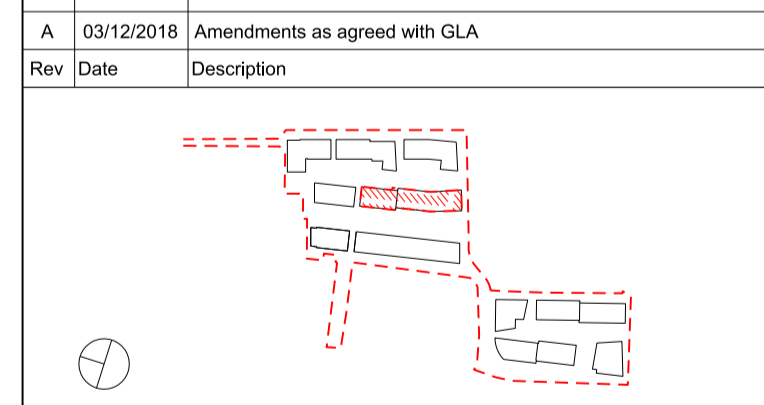 A 03/12/2018 Amendments as agreed with GLA
Rev Date Description